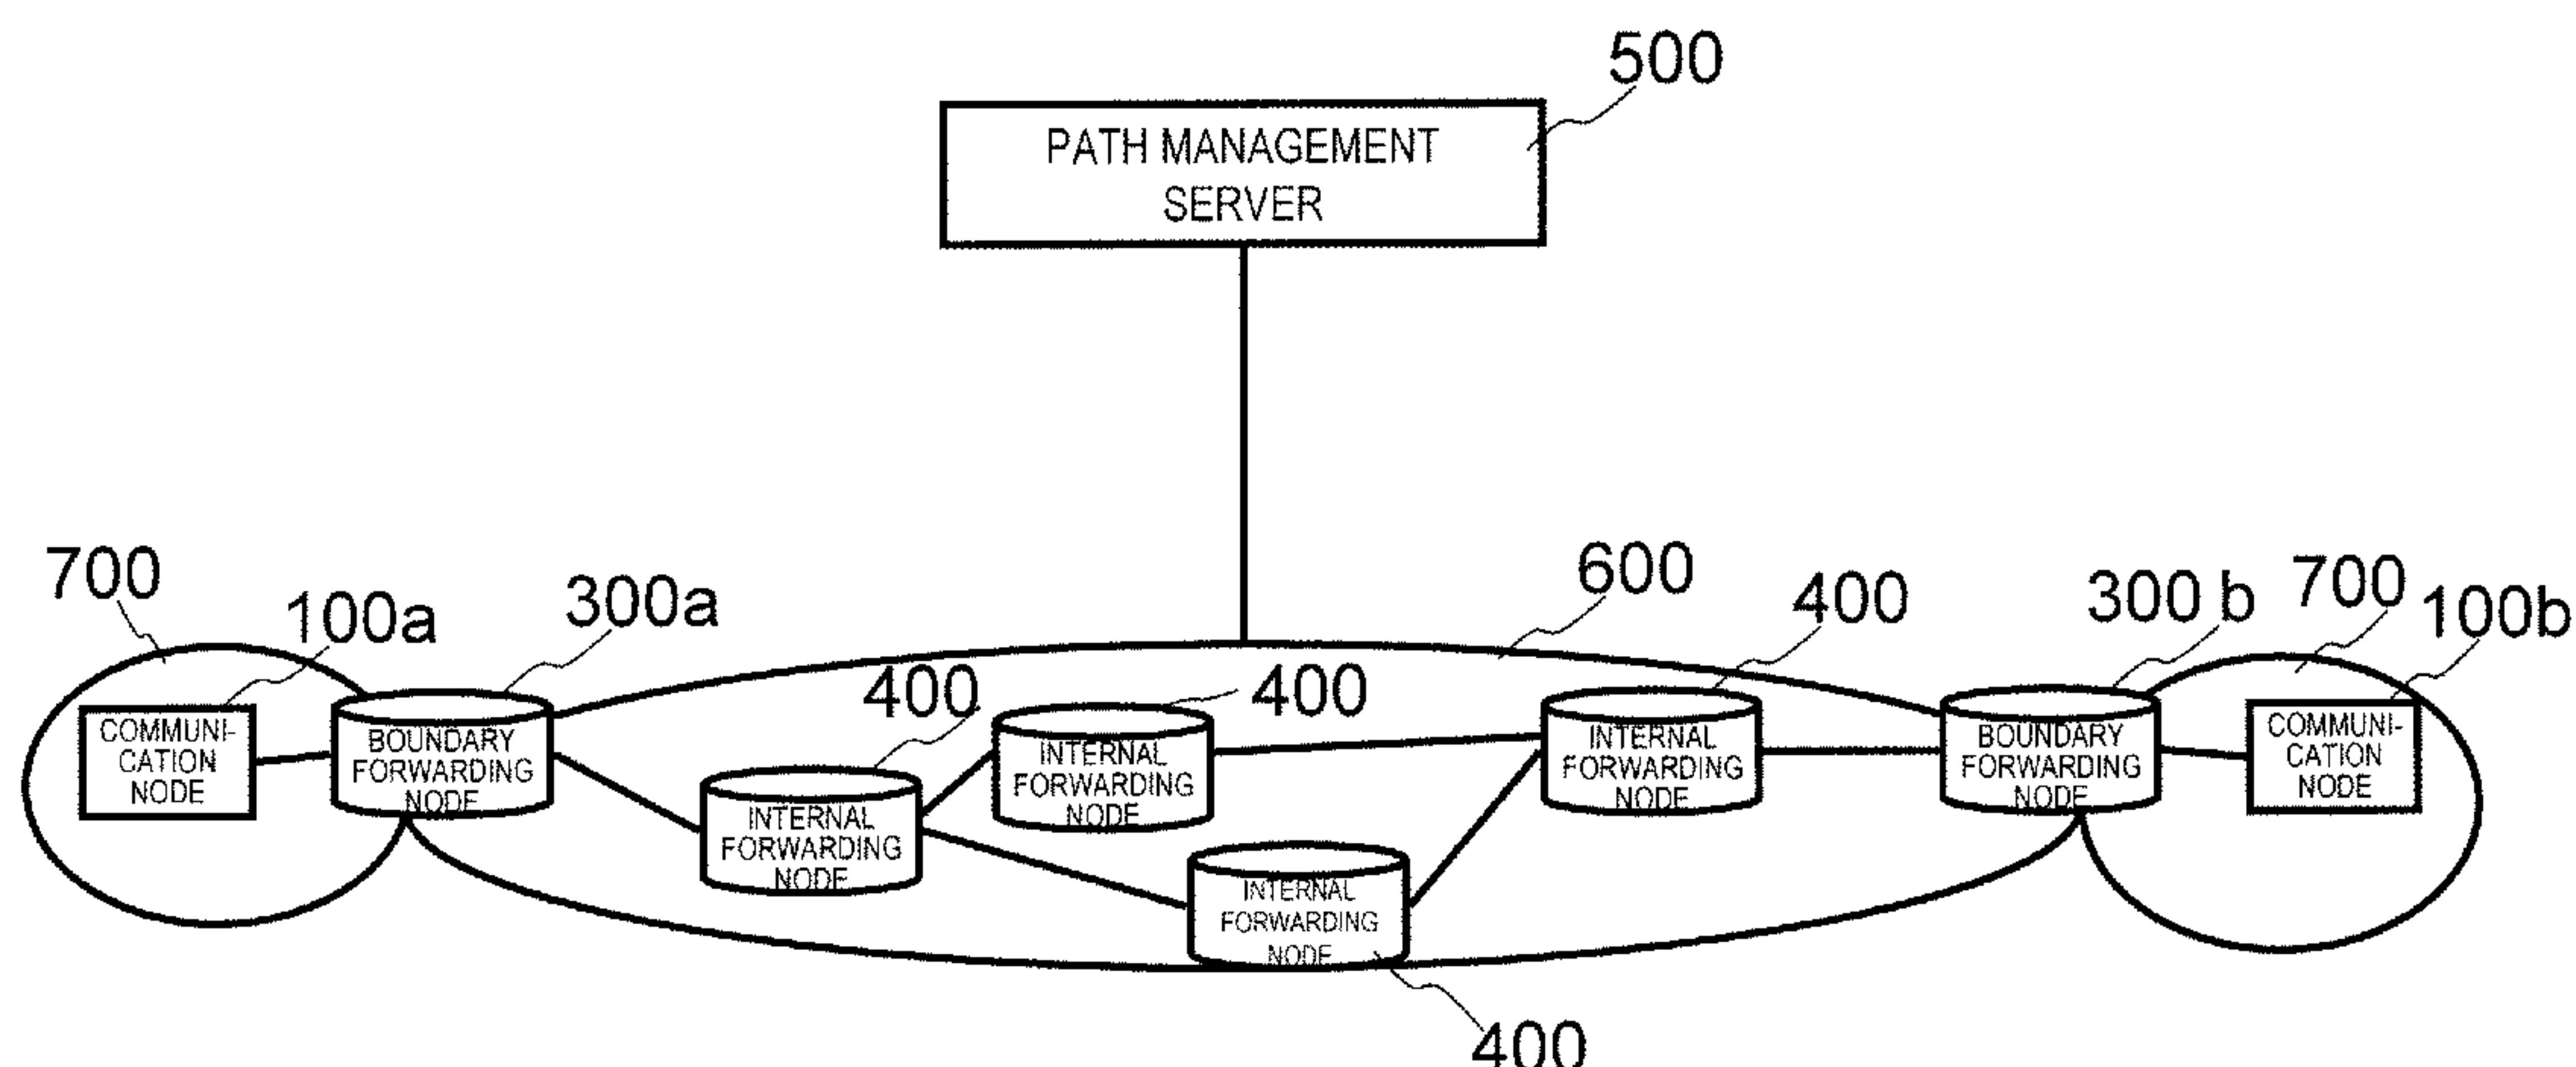 500
PATH MANAGEMENT
SERVER
700
100a
300a
600
400
300 b
700
100b
400
400
COMMUNI-
CATION
NODE
BOUNDARY
FORWARDING
NODE
INTERNAL
FORWARDING
NODE
INTERNAL
FORWARDING
NODE
INTERNAL
FORWARDING
NODE
INTERNAL
FORWARDING
NODE
BOUNDARY
FORWARDING
NODE
COMMUNI-
CATION
NODE
400